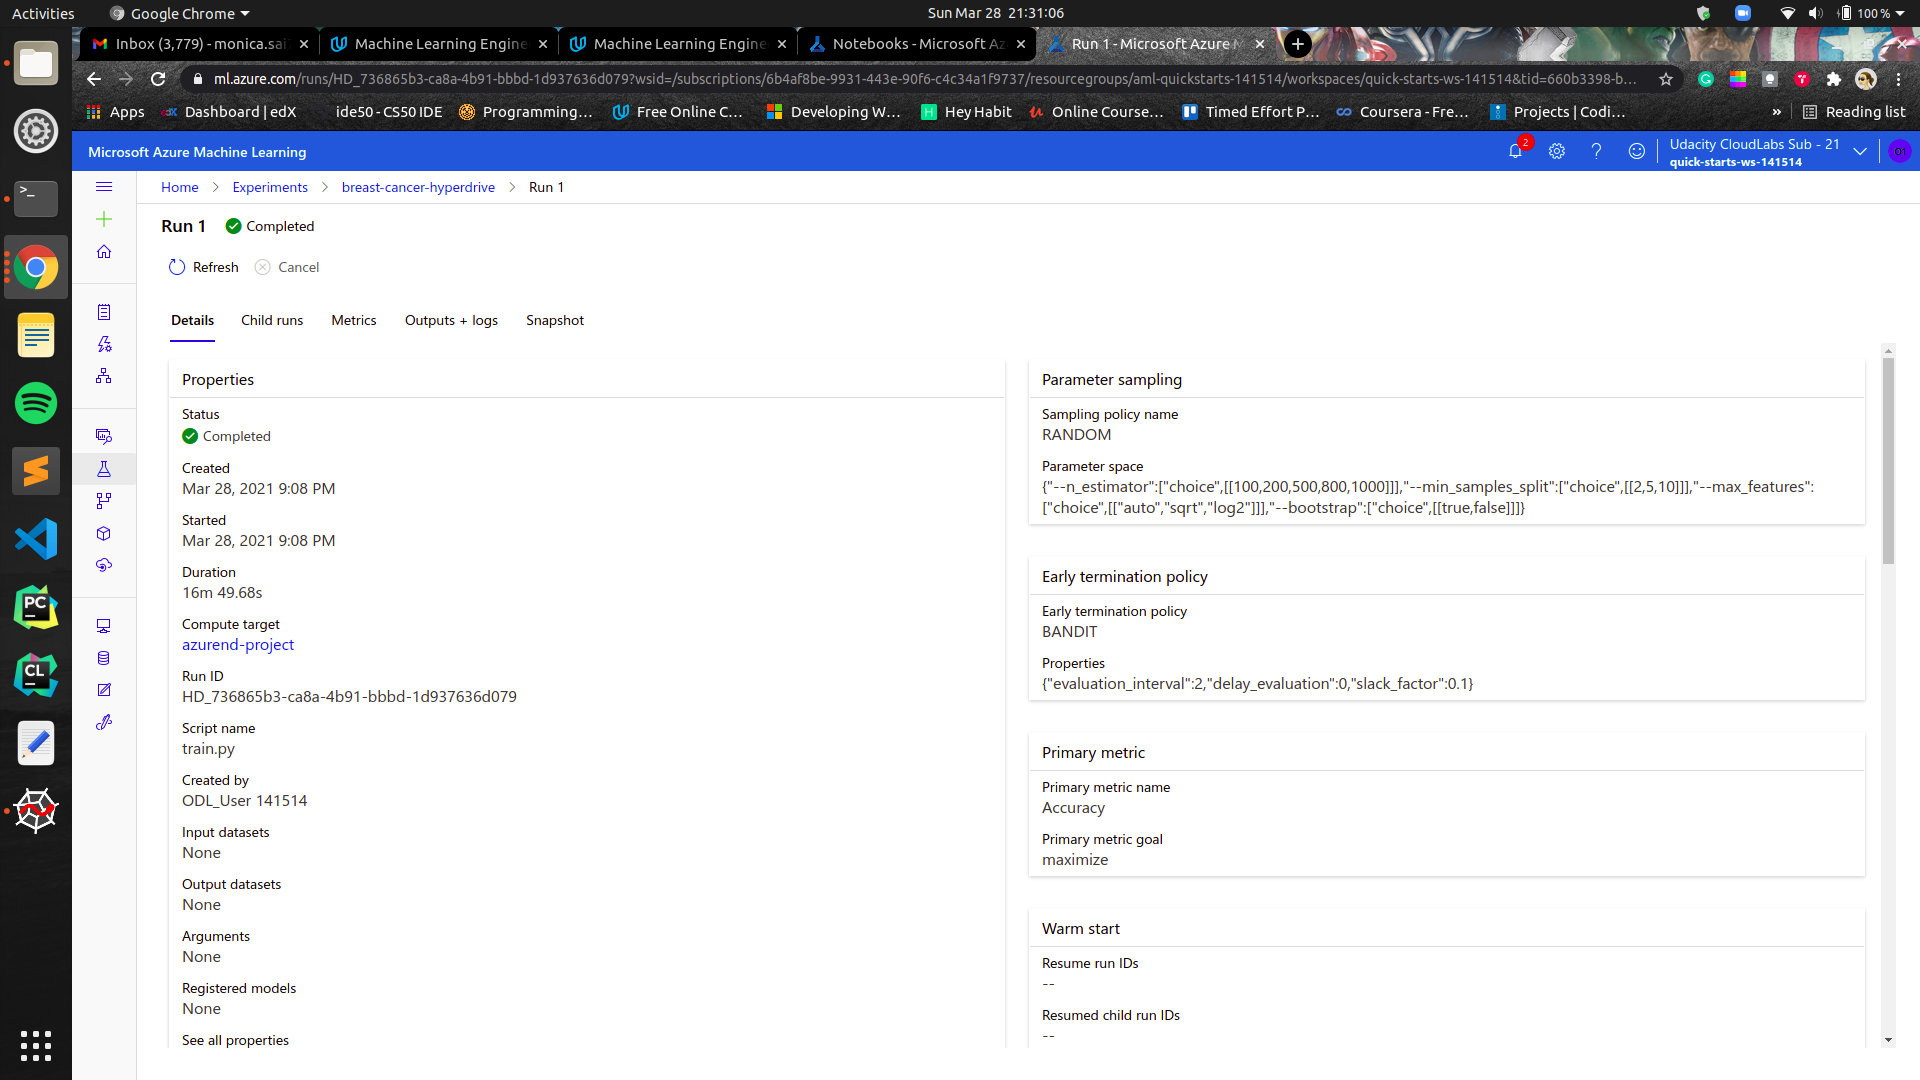 Activities
Google Chrome
Sun Mar 28 21:31:06
100 %
Inbox (3,779) - monica.sai
Machine Learning Engine
Machine Learning Engine
Notebooks - Microsoft Az
Run 1 - Microsoft Azure M
ml.azure.com/runs/HD_736865b3-ca8a-4b91-bbbd-1d937636d079?wsid=/subscriptions/6b4af8be-9931-443e-90f6-c4c34a1f9737/resourcegroups/aml-quickstarts-141514/workspaces/quick-starts-ws-141514&tid=660b3398-b...
Apps
Dashboard | edX
ide50 - CS50 IDE
Programming...
Free Online C...
Developing W...
Hey Habit
Online Course...
Timed Effort P...
Coursera - Fre...
Projects | Codi...
»
Reading list
Microsoft Azure Machine Learning
2
Udacity CloudLabs Sub - 21
quick-starts-ws-141514
Home > Experiments > breast-cancer-hyperdrive > Run 1
Run 1
Completed
Refresh
Cancel
Details
Child runs
Metrics
Outputs + logs
Snapshot
Properties
Status
Completed
Created
Mar 28, 2021 9:08 PM
Started
Mar 28, 2021 9:08 PM
Duration
16m 49.68s
Compute target
azurend-project
Run ID
HD_736865b3-ca8a-4b91-bbbd-1d937636d079
Script name
train.py
Created by
ODL_User 141514
Input datasets
None
Output datasets
None
Arguments
None
Registered models
None
See all properties
Parameter sampling
Sampling policy name
RANDOM
Parameter space
{"--n_estimator":["choice",[[100,200,500,800,1000]]],"--min_samples_split":["choice",[[2,5,10]]],"--max_features":
["choice",[["auto","sqrt","log2"]]],"--bootstrap":["choice",[[true,false]]]}
Early termination policy
Early termination policy
BANDIT
Properties
{"evaluation_interval":2,"delay_evaluation":0,"slack_factor":0.1}
Primary metric
Primary metric name
Accuracy
Primary metric goal
maximize
Warm start
Resume run IDs
--
Resumed child run IDs
--
PC
CL